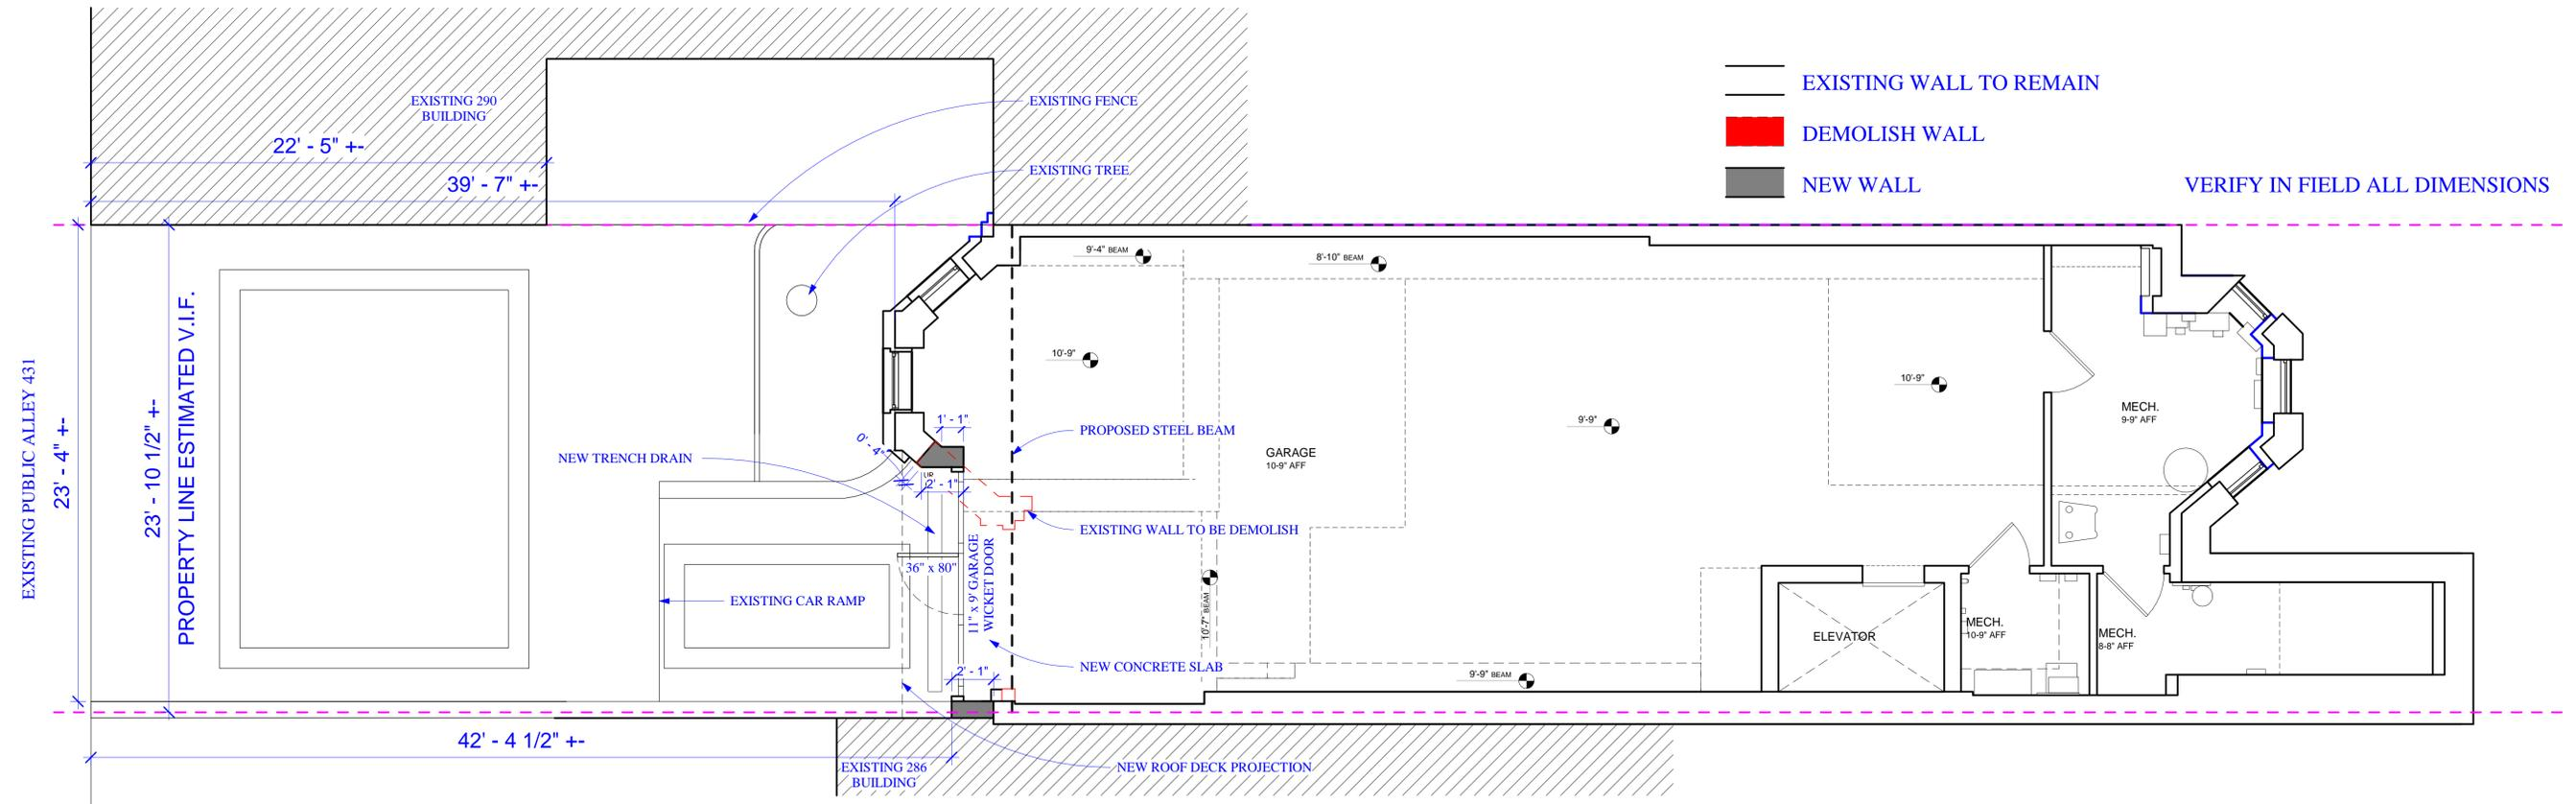 EXISTING WALL TO REMAIN
DEMOLISH WALL
NEW WALL
VERIFY IN FIELD ALL DIMENSIONS
EXISTING 290
BUILDING
EXISTING FENCE
22' - 5" +-
EXISTING TREE
39' - 7" +-
9'-4" BEAM
8'-10" BEAM
EXISTING PUBLIC ALLEY 431
23' - 4" +-
23' - 10 1/2" +-
PROPERTY LINE ESTIMATED V.I.F.
10'-9"
10'-9"
MECH.
9-9" AFF
1' - 1"
PROPOSED STEEL BEAM
9'-9"
0' - 4"
GARAGE
10-9" AFF
NEW TRENCH DRAIN
UP
2' - 1"
EXISTING WALL TO BE DEMOLISH
36" x 80"
11" x 9' GARAGE
WICKET DOOR
EXISTING CAR RAMP
10'-7" BEAM
ELEVATOR
MECH.
10-9" AFF
MECH.
8-8" AFF
NEW CONCRETE SLAB
2' - 1"
9'-9" BEAM
42' - 4 1/2" +-
EXISTING 286
BUILDING
NEW ROOF DECK PROJECTION